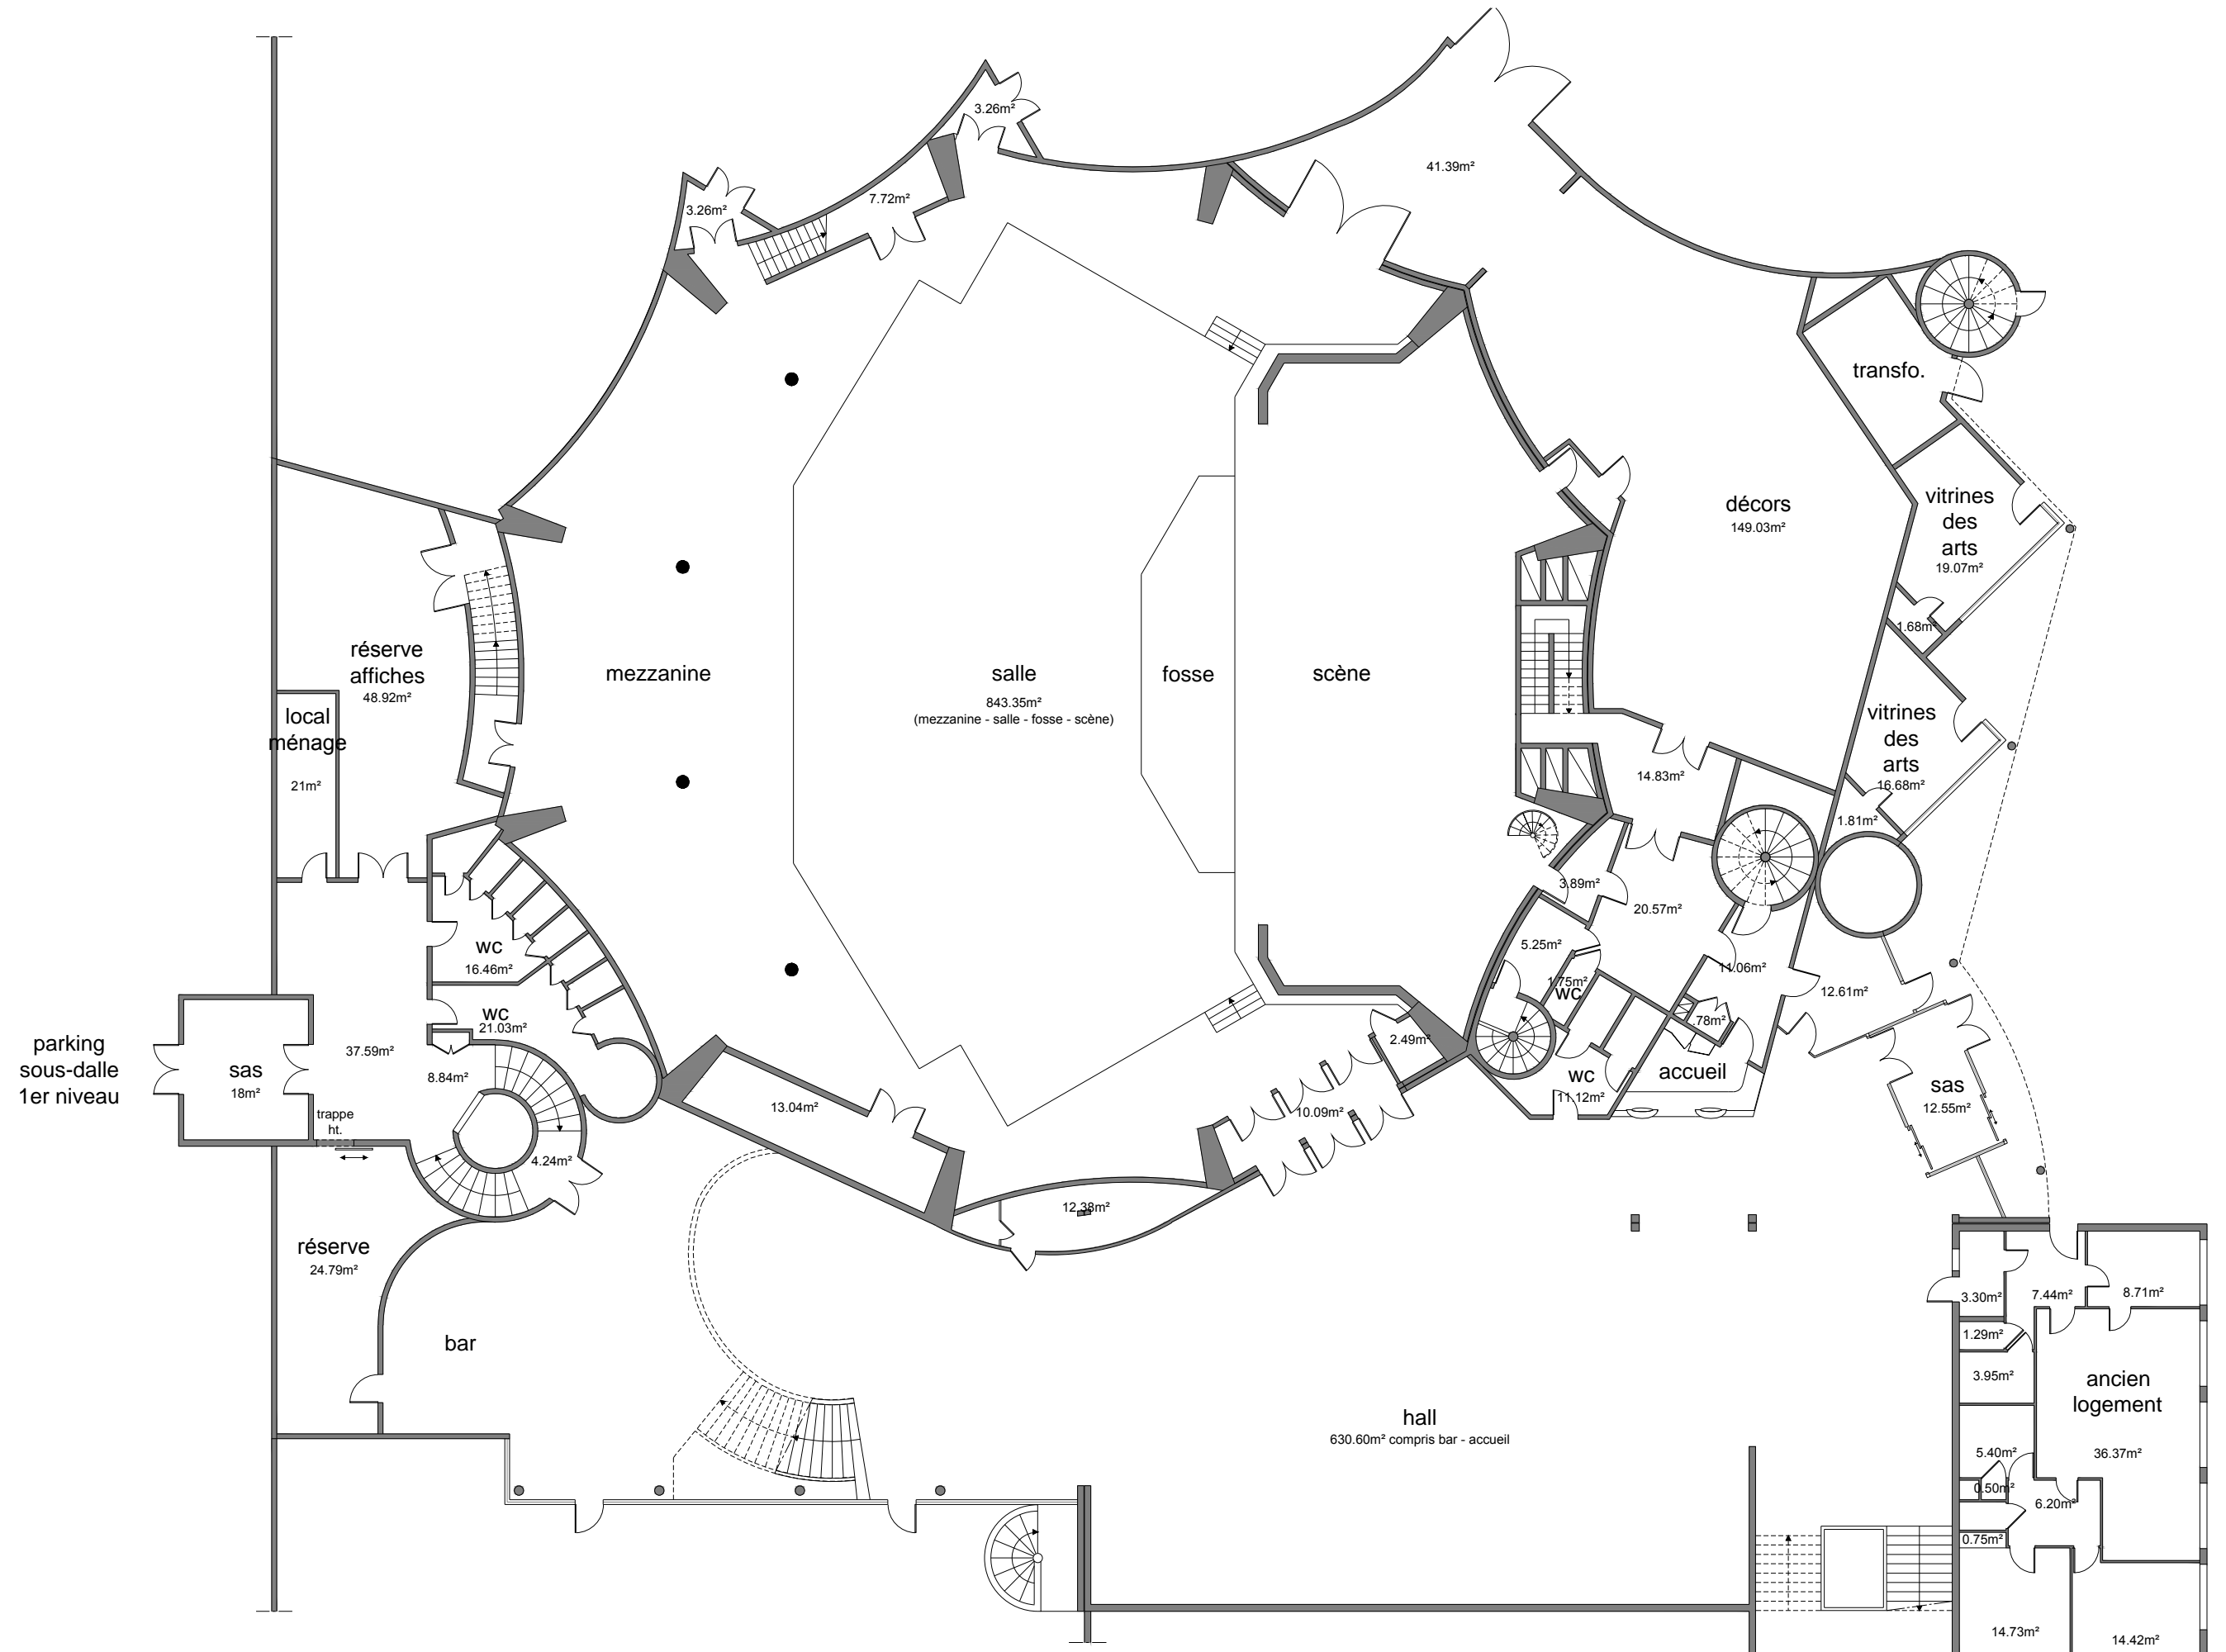 3.26m²
3.26m²
7.72m²
41.39m²
transfo.
vitrines
des
arts
19.07m²
décors
149.03m²
1.68m²
réserve
affiches
48.92m²
mezzanine
salle
843.35m²
(mezzanine - salle - fosse - scène)
fosse
scène
local
ménage
21m²
vitrines
des
arts
16.68m²
14.83m²
1.81m²
3.89m²
20.57m²
wc
16.46m²
5.25m²
1.75m²
wc
11.06m²
12.61m²
wc
21.03m²
.78m²
parking
sous-dalle
1er niveau
sas
18m²
37.59m²
8.84m²
2.49m²
wc
11.12m²
accueil
sas
12.55m²
trappe
ht.
13.04m²
10.09m²
4.24m²
12.38m²
réserve
24.79m²
bar
3.30m²
7.44m²
8.71m²
1.29m²
3.95m²
ancien
logement
36.37m²
hall
630.60m² compris bar - accueil
5.40m²
0.50m²
6.20m²
0.75m²
14.73m²
14.42m²